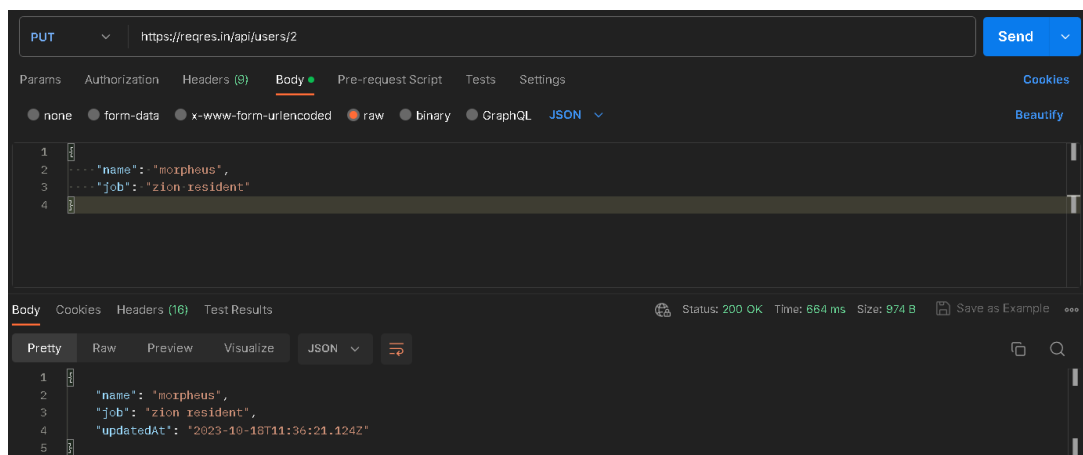 PUT https://reqres.in/api/users/2 Send
Params Authorization Headers (9) Body Pre-request Script Tests Settings Cookies
none form-data x-www-form-urlencoded raw binary GraphQL JSON Beautify
1 {
2 "name": "morpheus",
3 "job": "zion resident"
4 }
Body Cookies Headers (16) Test Results Status: 200 OK Time: 664 ms Size: 974 B Save as Example
Pretty Raw Preview Visualize JSON
1 {
2 "name": "morpheus",
3 "job": "zion resident",
4 "updatedAt": "2023-10-18T11:36:21.124Z"
5 }